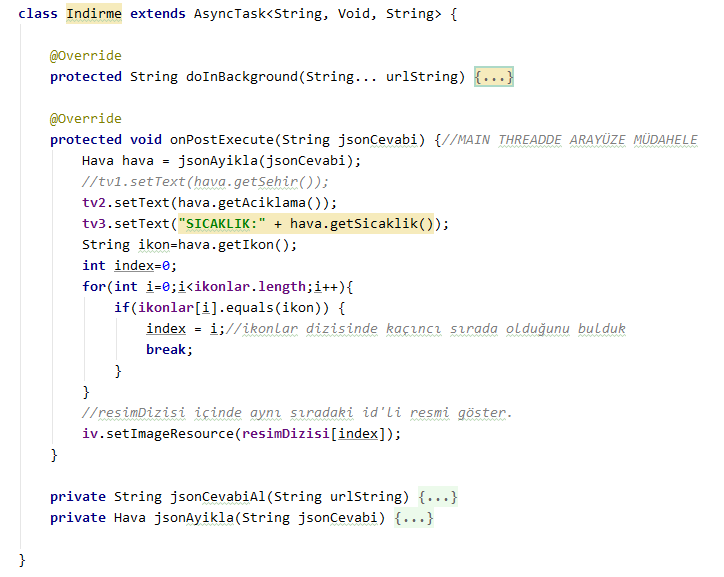 class Indirme extends AsyncTask<String, Void, String> {
@Override
protected String doInBackground(String... urlString) {...}
@Override
protected void onPostExecute(String jsonCevabi) {//MAIN THREADDE ARAYÜZE MÜDAHELE
Hava hava = jsonAyikla(jsonCevabi);
//tv1.setText(hava.getSehir());
tv2.setText(hava.getAciklama());
tv3.setText("SICAKLIK:" + hava.getSicaklik());
String ikon=hava.getIkon();
int index=0;
for(int i=0;i<ikonlar.length;i++){
if(ikonlar[i].equals(ikon)) {
index = i;//ikonlar dizisinde kaçıncı sırada olduğunu bulduk
break;
}
}
//resimDizisi içinde aynı sıradaki id'li resmi göster.
iv.setImageResource(resimDizisi[index]);
}
private String jsonCevabiAl(String urlString) {...}
private Hava jsonAyikla(String jsonCevabi) {...}
}